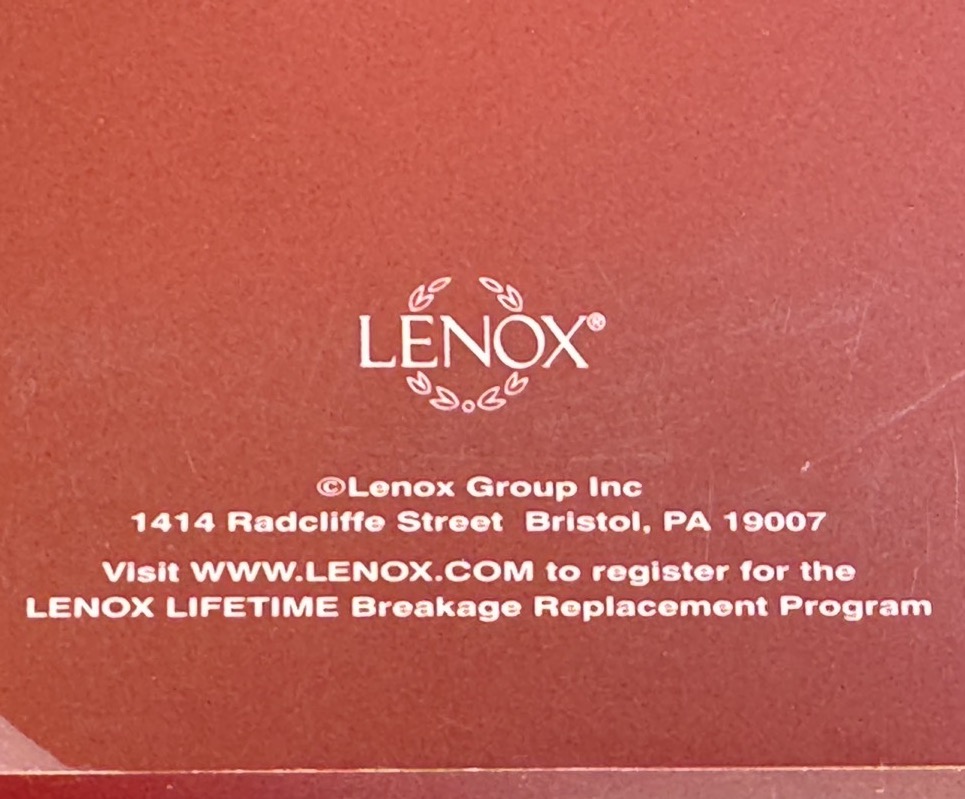 LENOX®
©Lenox Group Inc
1414 Radcliffe Street Bristol, PA 19007
Visit WWW.LENOX.COM to register for the
LENOX LIFETIME Breakage Replacement Program